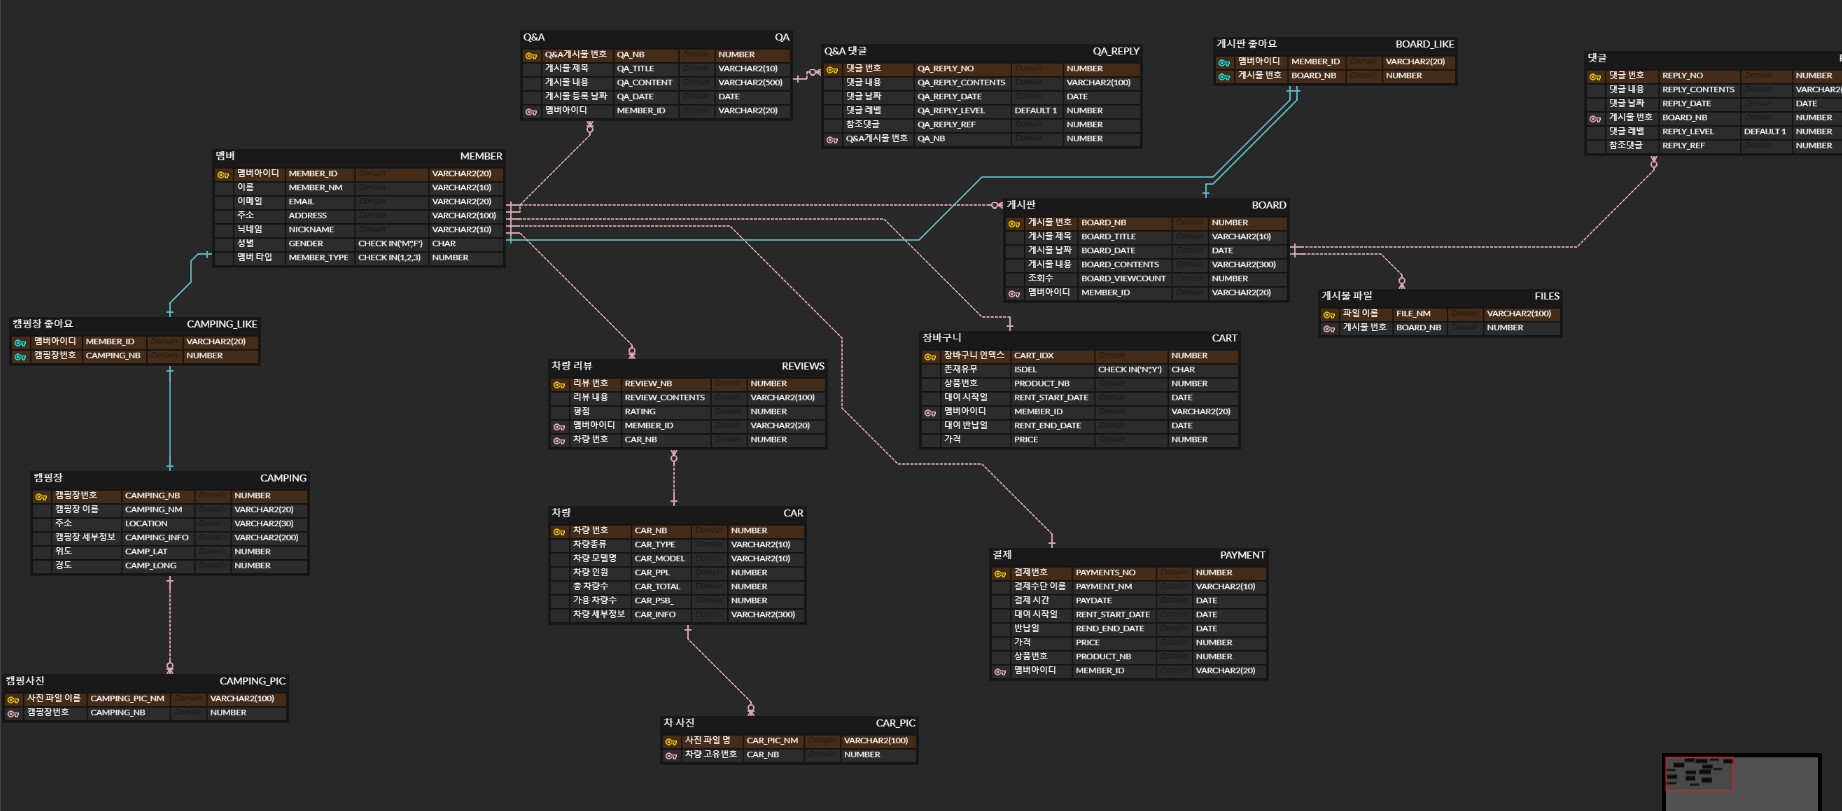 Q&A QA
Q&A게시물 번호 QA_NB Domain NUMBER
게시물 제목 QA_TITLE Domain VARCHAR2(10)
게시물 내용 QA_CONTENT Domain VARCHAR2(500)
게시물 등록 날짜 QA_DATE Domain DATE
멤버아이디 MEMBER_ID Domain VARCHAR2(20)
Q&A 댓글 QA_REPLY
댓글 번호 QA_REPLY_NO Domain NUMBER
댓글 내용 QA_REPLY_CONTENTS Domain VARCHAR2(100)
댓글 날짜 QA_REPLY_DATE Domain DATE
댓글 레벨 QA_REPLY_LEVEL DEFAULT 1 NUMBER
참조댓글 QA_REPLY_REF Domain NUMBER
Q&A게시물 번호 QA_NB Domain NUMBER
게시판 좋아요 BOARD_LIKE
멤버아이디 MEMBER_ID Domain VARCHAR2(20)
게시물 번호 BOARD_NB Domain NUMBER
댓글
댓글 번호 REPLY_NO Domain NUMBER
댓글 내용 REPLY_CONTENTS Domain VARCHAR2(
댓글 날짜 REPLY_DATE Domain DATE
게시물 번호 BOARD_NB Domain NUMBER
댓글 레벨 REPLY_LEVEL DEFAULT 1 NUMBER
참조댓글 REPLY_REF Domain NUMBER
멤버 MEMBER
멤버아이디 MEMBER_ID Domain VARCHAR2(20)
이름 MEMBER_NM Domain VARCHAR2(10)
이메일 EMAIL Domain VARCHAR2(20)
주소 ADDRESS Domain VARCHAR2(100)
닉네임 NICKNAME Domain VARCHAR2(10)
성별 GENDER CHECK IN('M','F') CHAR
멤버 타입 MEMBER_TYPE CHECK IN(1,2,3) NUMBER
게시판 BOARD
게시물 번호 BOARD_NB Domain NUMBER
게시물 제목 BOARD_TITLE Domain VARCHAR2(10)
게시물 날짜 BOARD_DATE Domain DATE
게시물 내용 BOARD_CONTENTS Domain VARCHAR2(300)
조회수 BOARD_VIEWCOUNT Domain NUMBER
멤버아이디 MEMBER_ID Domain VARCHAR2(20)
게시물 파일 FILES
파일 이름 FILE_NM Domain VARCHAR2(100)
게시물 번호 BOARD_NB Domain NUMBER
캠핑장 좋아요 CAMPING_LIKE
멤버아이디 MEMBER_ID Domain VARCHAR2(20)
캠핑장번호 CAMPING_NB Domain NUMBER
장바구니 CART
장바구니 인덱스 CART_IDX Domain NUMBER
존재유무 ISDEL CHECK IN('N','Y') CHAR
상품번호 PRODUCT_NB Domain NUMBER
대여 시작일 RENT_START_DATE Domain DATE
멤버아이디 MEMBER_ID Domain VARCHAR2(20)
대여 반납일 RENT_END_DATE Domain DATE
가격 PRICE Domain NUMBER
차량 리뷰 REVIEWS
리뷰 번호 REVIEW_NB Domain NUMBER
리뷰 내용 REVIEW_CONTENTS Domain VARCHAR2(100)
평점 RATING Domain NUMBER
멤버아이디 MEMBER_ID Domain VARCHAR2(20)
차량 번호 CAR_NB Domain NUMBER
캠핑장 CAMPING
캠핑장번호 CAMPING_NB Domain NUMBER
캠핑장 이름 CAMPING_NM Domain VARCHAR2(20)
주소 LOCATION Domain VARCHAR2(30)
캠핑장 세부정보 CAMPING_INFO Domain VARCHAR2(200)
위도 CAMP_LAT Domain NUMBER
경도 CAMP_LONG Domain NUMBER
차량 CAR
차량 번호 CAR_NB Domain NUMBER
차량종류 CAR_TYPE Domain VARCHAR2(10)
차량 모델명 CAR_MODEL Domain VARCHAR2(10)
차량 인원 CAR_PPL Domain NUMBER
총 차량수 CAR_TOTAL Domain NUMBER
가용 차량수 CAR_PSB_ Domain NUMBER
차량 세부정보 CAR_INFO Domain VARCHAR2(300)
결제 PAYMENT
결제번호 PAYMENTS_NO Domain NUMBER
결제수단 이름 PAYMENT_NM Domain VARCHAR2(10)
결제 시간 PAYDATE Domain DATE
대여 시작일 RENT_START_DATE Domain DATE
반납일 REND_END_DATE Domain DATE
가격 PRICE Domain NUMBER
상품번호 PRODUCT_NB Domain NUMBER
멤버아이디 MEMBER_ID Domain VARCHAR2(20)
캠핑사진 CAMPING_PIC
사진 파일 이름 CAMPING_PIC_NM Domain VARCHAR2(100)
캠핑장번호 CAMPING_NB Domain NUMBER
차 사진 CAR_PIC
사진 파일 명 CAR_PIC_NM Domain VARCHAR2(100)
차량 고유번호 CAR_NB Domain NUMBER